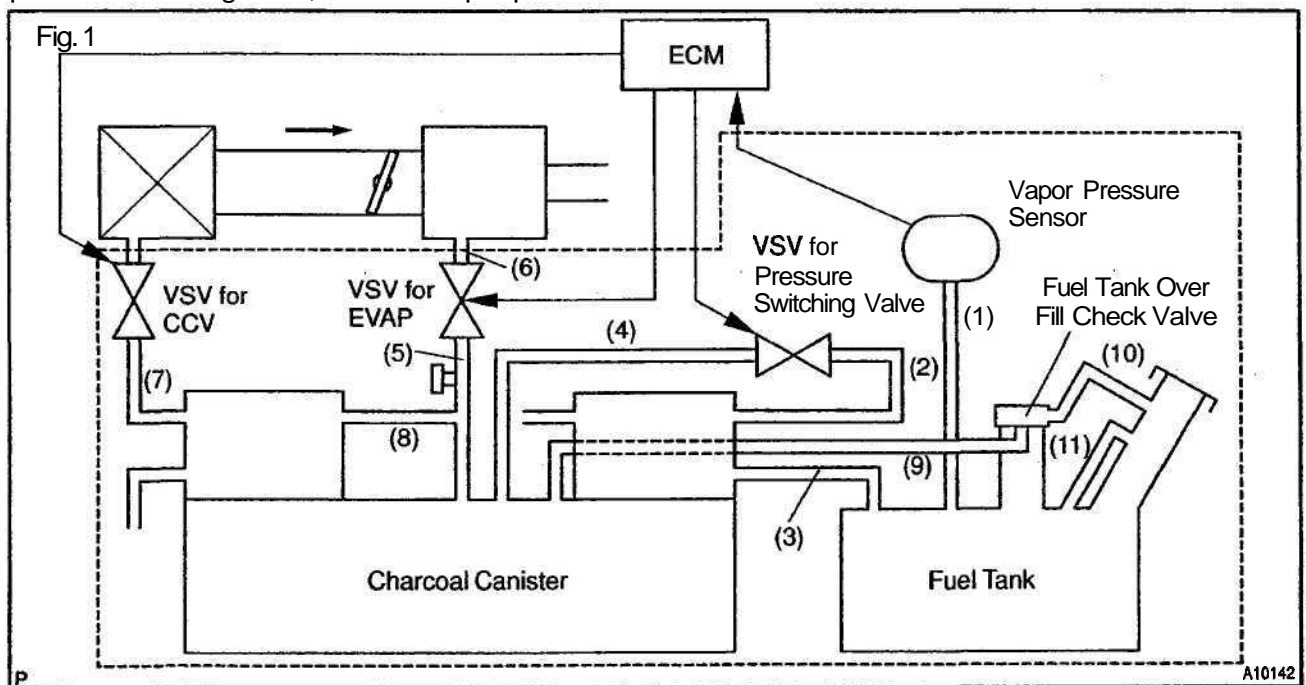 Fig. 1
ECM
Vapor Pressure
Sensor
VSV for
Pressure
Switching Valve
Fuel Tank Over
Fill Check Valve
VSV for
CCV
VSV for
EVAP
(6)
(5)
(4)
(2)
(1)
(10)
(7)
(8)
(9)
(11)
(3)
Charcoal Canister
Fuel Tank
P
A10142